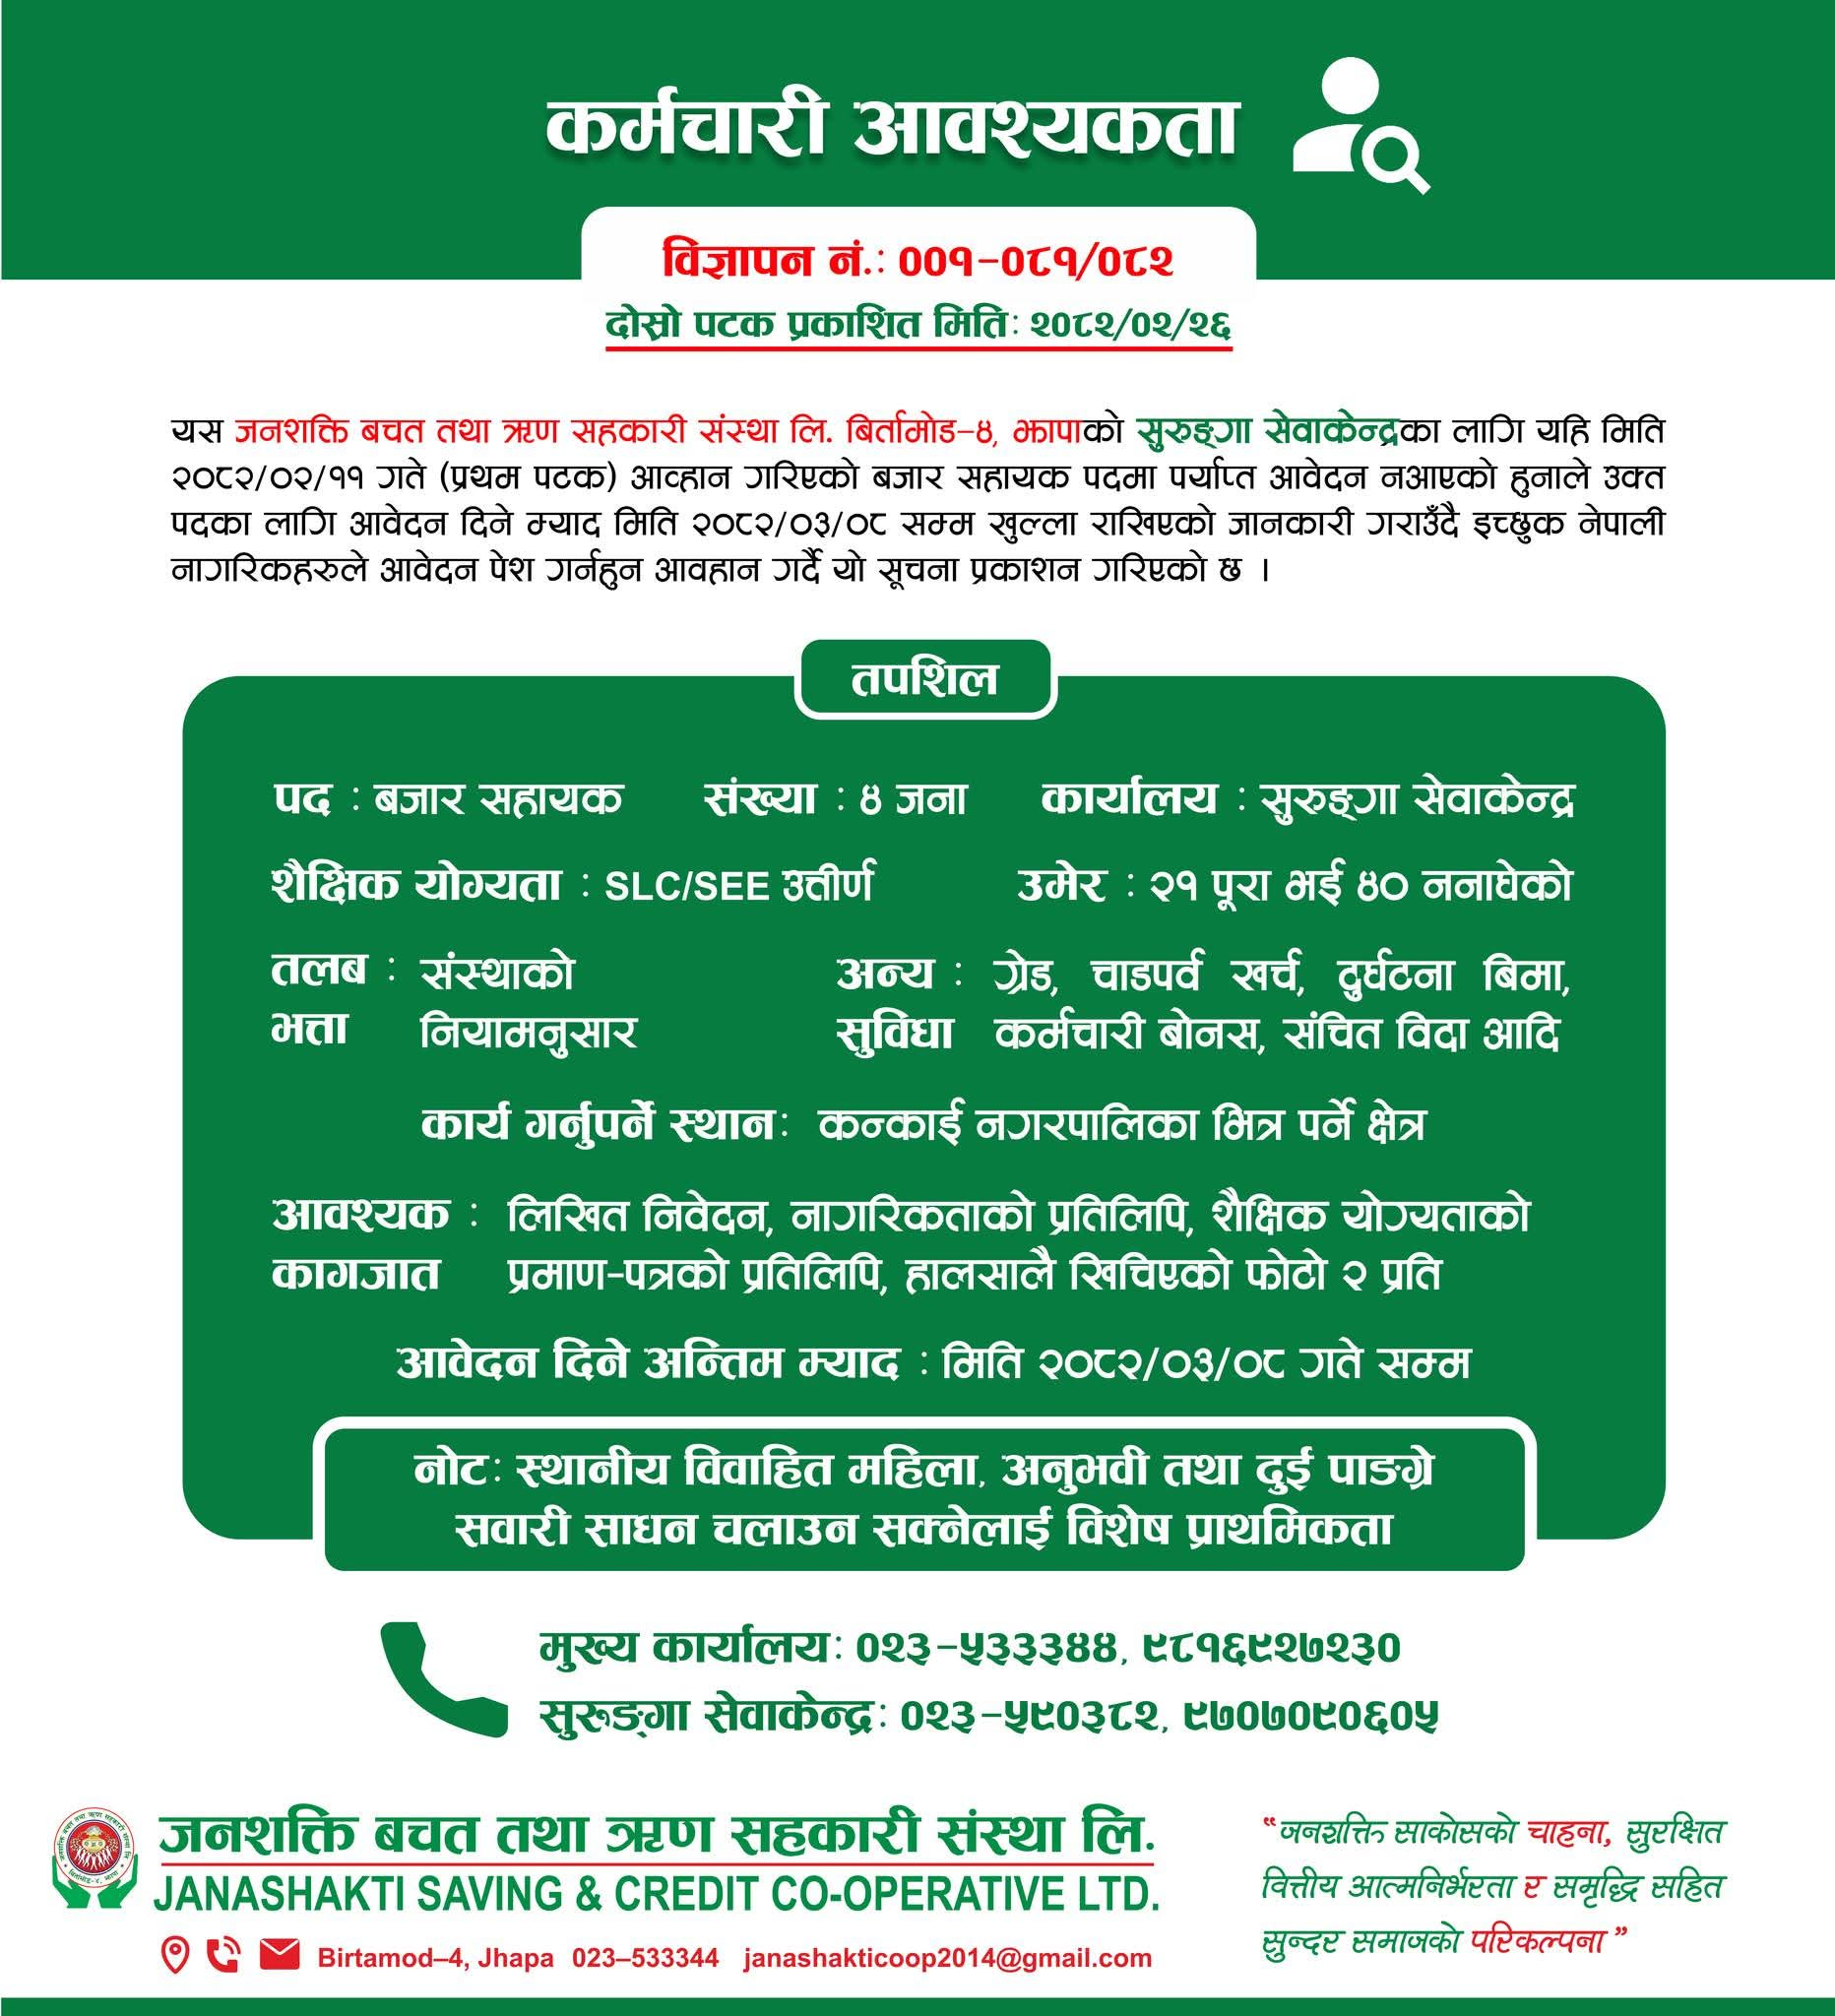 कर्मचारी आवश्यकता
विज्ञापन नं.: ००१-०८१/०८२
दोस्रो पटक प्रकाशित मिति: २०८२/०२/२६
यस जनशक्ति बचत तथा ऋण सहकारी संस्था लि. बिर्तामोड-४, झापाको सुरुङ्गा सेवाकेन्द्रका लागि यहि मिति
२०८२/०२/११ गते (प्रथम पटक) आव्हान गरिएको बजार सहायक पदमा पर्याप्त आवेदन नआएको हुनाले उक्त
पदका लागि आवेदन दिने म्याद मिति २०८२/०३/०८ सम्म खुल्ला राखिएको जानकारी गराउँदै इच्छुक नेपाली
नागरिकहरुले आवेदन पेश गर्नहुन आवहान गर्दै यो सूचना प्रकाशन गरिएको छ ।
तपशिल
पद : बजार सहायक संख्या : ४ जना कार्यालय : सुरुङ्गा सेवाकेन्द्र
शैक्षिक योग्यता : SLC/SEE उत्तीर्ण उमेर : २१ पूरा भई ४० ननाघेको
तलब : संस्थाको अन्य : ग्रेड, चाडपर्व खर्च, दुर्घटना बिमा,
भत्ता नियामनुसार सुविधा कर्मचारी बोनस, संचित विदा आदि
कार्य गर्नुपर्ने स्थान: कन्काई नगरपालिका भित्र पर्ने क्षेत्र
आवश्यक : लिखित निवेदन, नागरिकताको प्रतिलिपि, शैक्षिक योग्यताको
कागजात प्रमाण-पत्रको प्रतिलिपि, हालसालै खिचिएको फोटो २ प्रति
आवेदन दिने अन्तिम म्याद : मिति २०८२/०३/०८ गते सम्म
नोट: स्थानीय विवाहित महिला, अनुभवी तथा दुई पाङग्रे
सवारी साधन चलाउन सक्नेलाई विशेष प्राथमिकता
मुख्य कार्यालय: ०२३-५३३३४४, ९८१६९२७२३०
सुरुङ्गा सेवाकेन्द्र: ०२३-५९०३८२, ९७०७०९०६०५
जनशक्ति बचत तथा ऋण सहकारी संस्था लि.
JANASHAKTI SAVING & CREDIT CO-OPERATIVE LTD.
Birtamod–4, Jhapa 023–533344 janashakticoop2014@gmail.com
“जनशक्ति साकोसको चाहना, सुरक्षित
वित्तीय आत्मनिर्भरता र समृद्धि सहित
सुन्दर समाजको परिकल्पना”